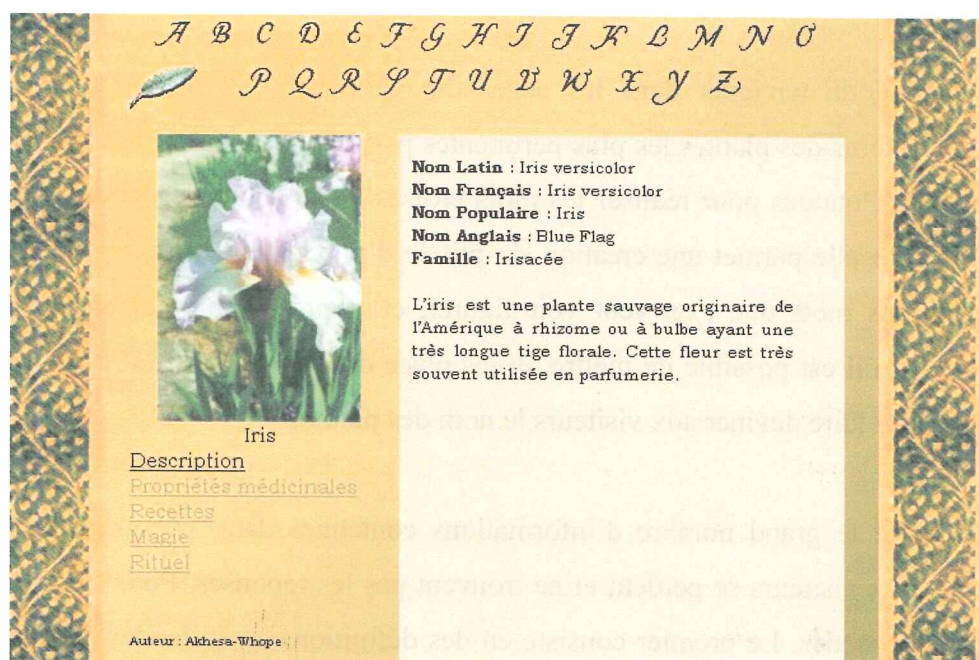 A B C D E F G H I J K L M N O
P Q R S T U V W X Y Z
Nom Latin : Iris versicolor
Nom Français : Iris versicolor
Nom Populaire : Iris
Nom Anglais : Blue Flag
Famille : Irisacée
L'iris est une plante sauvage originaire de
l'Amérique à rhizome ou à bulbe ayant une
très longue tige florale. Cette fleur est très
souvent utilisée en parfumerie.
Iris
Description
Propriétés médicinales
Recettes
Magie
Rituel
Auteur : Akhesa-Whope